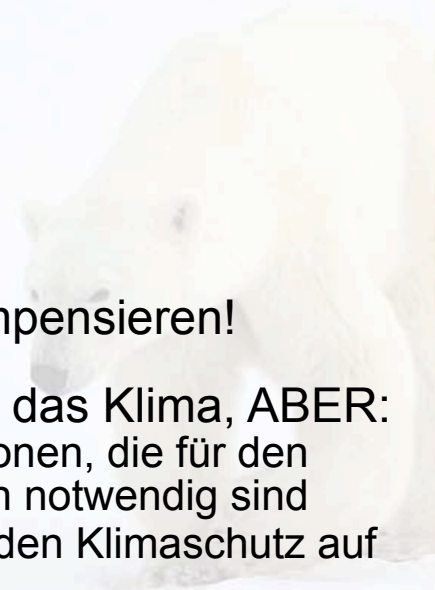 mpensieren!
das Klima, ABER:
onen, die für den
n notwendig sind
den Klimaschutz auf